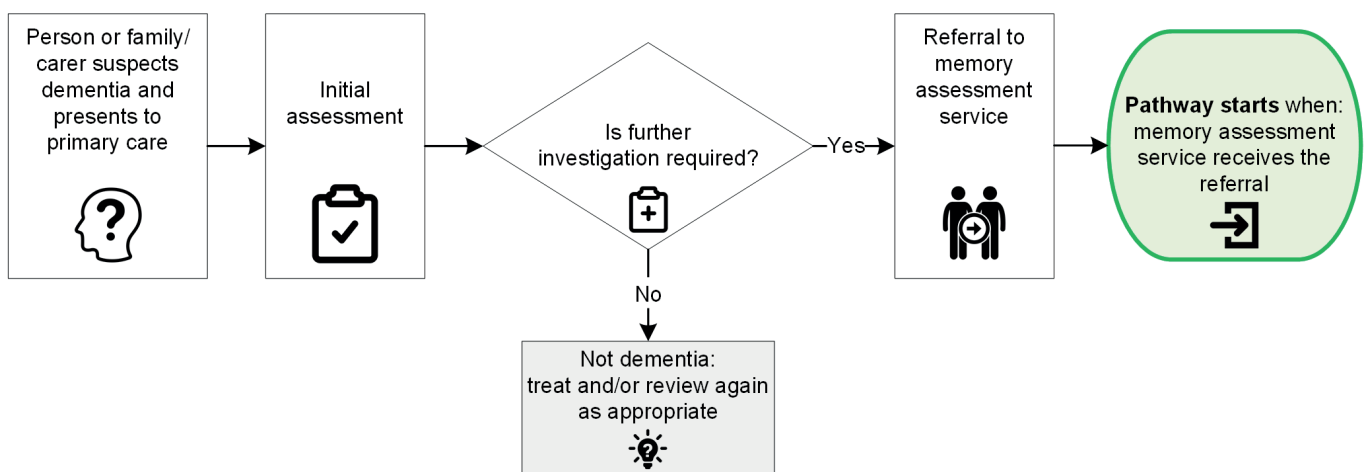 Person or family/
carer suspects
dementia and
presents to
primary care
Initial
assessment
Is further
investigation required?
Yes
Referral to
memory
assessment
service
Pathway starts when:
memory assessment
service receives the
referral
No
Not dementia:
treat and/or review again
as appropriate